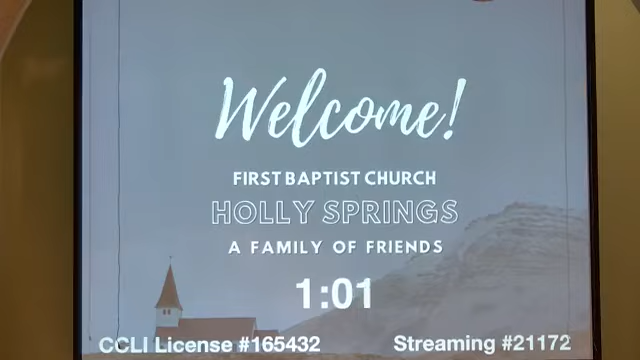 Welcome!
FIRST BAPTIST CHURCH
HOLLY SPRINGS
A FAMILY OF FRIENDS
1:01
CCLI License #165432 Streaming #21172